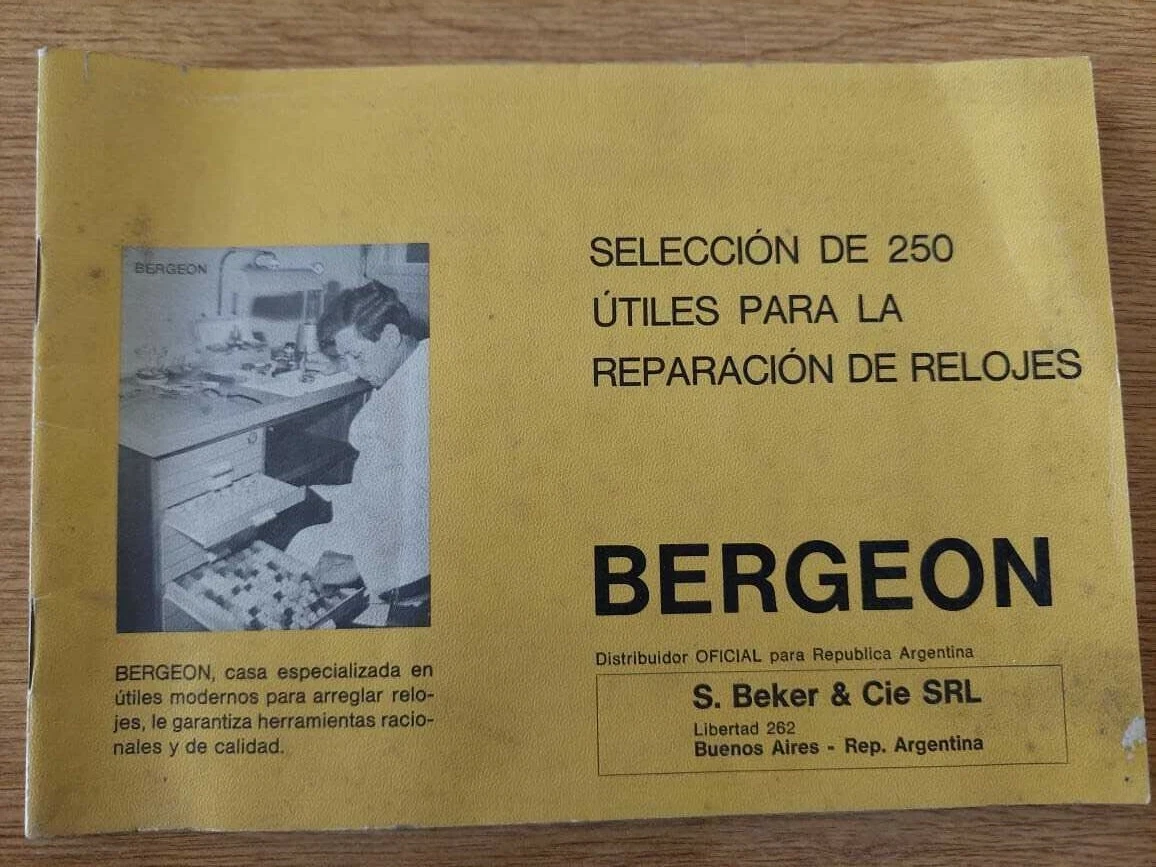 BERGEON
BERGEON, casa especializada en
útiles modernos para arreglar relo-
jes, le garantiza herramientas racio-
nales y de calidad.
SELECCIÓN DE 250
ÚTILES PARA LA
REPARACIÓN DE RELOJES
BERGEON
Distribuidor OFICIAL para Republica Argentina
S. Beker & Cie SRL
Libertad 262
Buenos Aires - Rep. Argentina